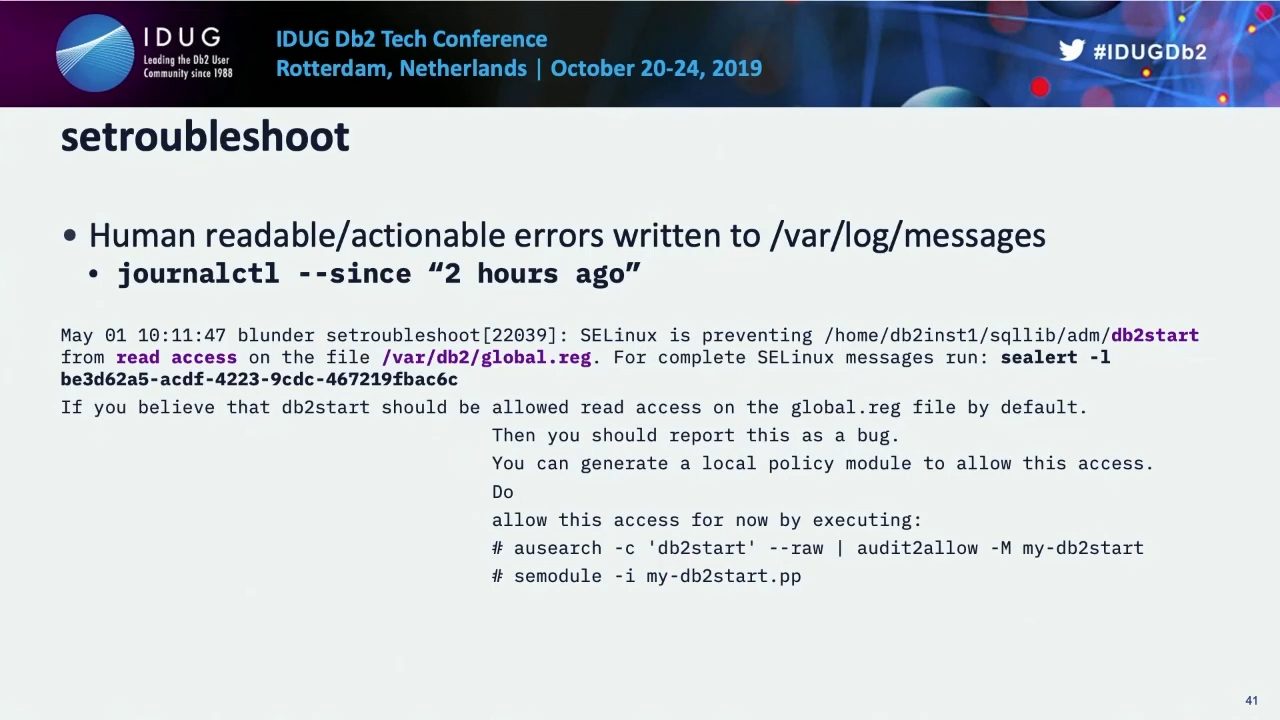 IDUG
Leading the Db2 User
Community since 1988
IDUG Db2 Tech Conference
Rotterdam, Netherlands | October 20-24, 2019
#IDUGDb2
setroubleshoot
• Human readable/actionable errors written to /var/log/messages
• journalctl --since “2 hours ago”
May 01 10:11:47 blunder setroubleshoot[22039]: SELinux is preventing /home/db2inst1/sqllib/adm/db2start
from read access on the file /var/db2/global.reg. For complete SELinux messages run: sealert -l
be3d62a5-acdf-4223-9cdc-467219fbac6c
If you believe that db2start should be allowed read access on the global.reg file by default.
Then you should report this as a bug.
You can generate a local policy module to allow this access.
Do
allow this access for now by executing:
# ausearch -c 'db2start' --raw | audit2allow -M my-db2start
# semodule -i my-db2start.pp
41